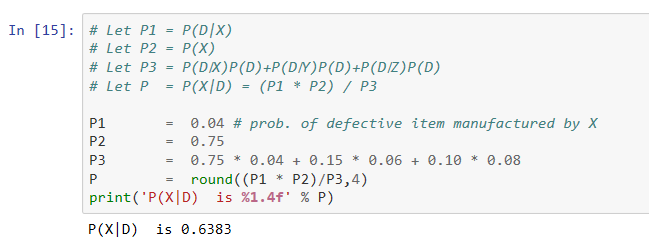 In [15]: # Let P1 = P(D|X)
# Let P2 = P(X)
# Let P3 = P(D/X)P(D)+P(D/Y)P(D)+P(D/Z)P(D)
# Let P  = P(X|D) = (P1 * P2) / P3
P1       =  0.04 # prob. of defective item manufactured by X
P2       =  0.75
P3       =  0.75 * 0.04 + 0.15 * 0.06 + 0.10 * 0.08
P        =  round((P1 * P2)/P3,4)
print('P(X|D)  is %1.4f' % P)
P(X|D)  is 0.6383